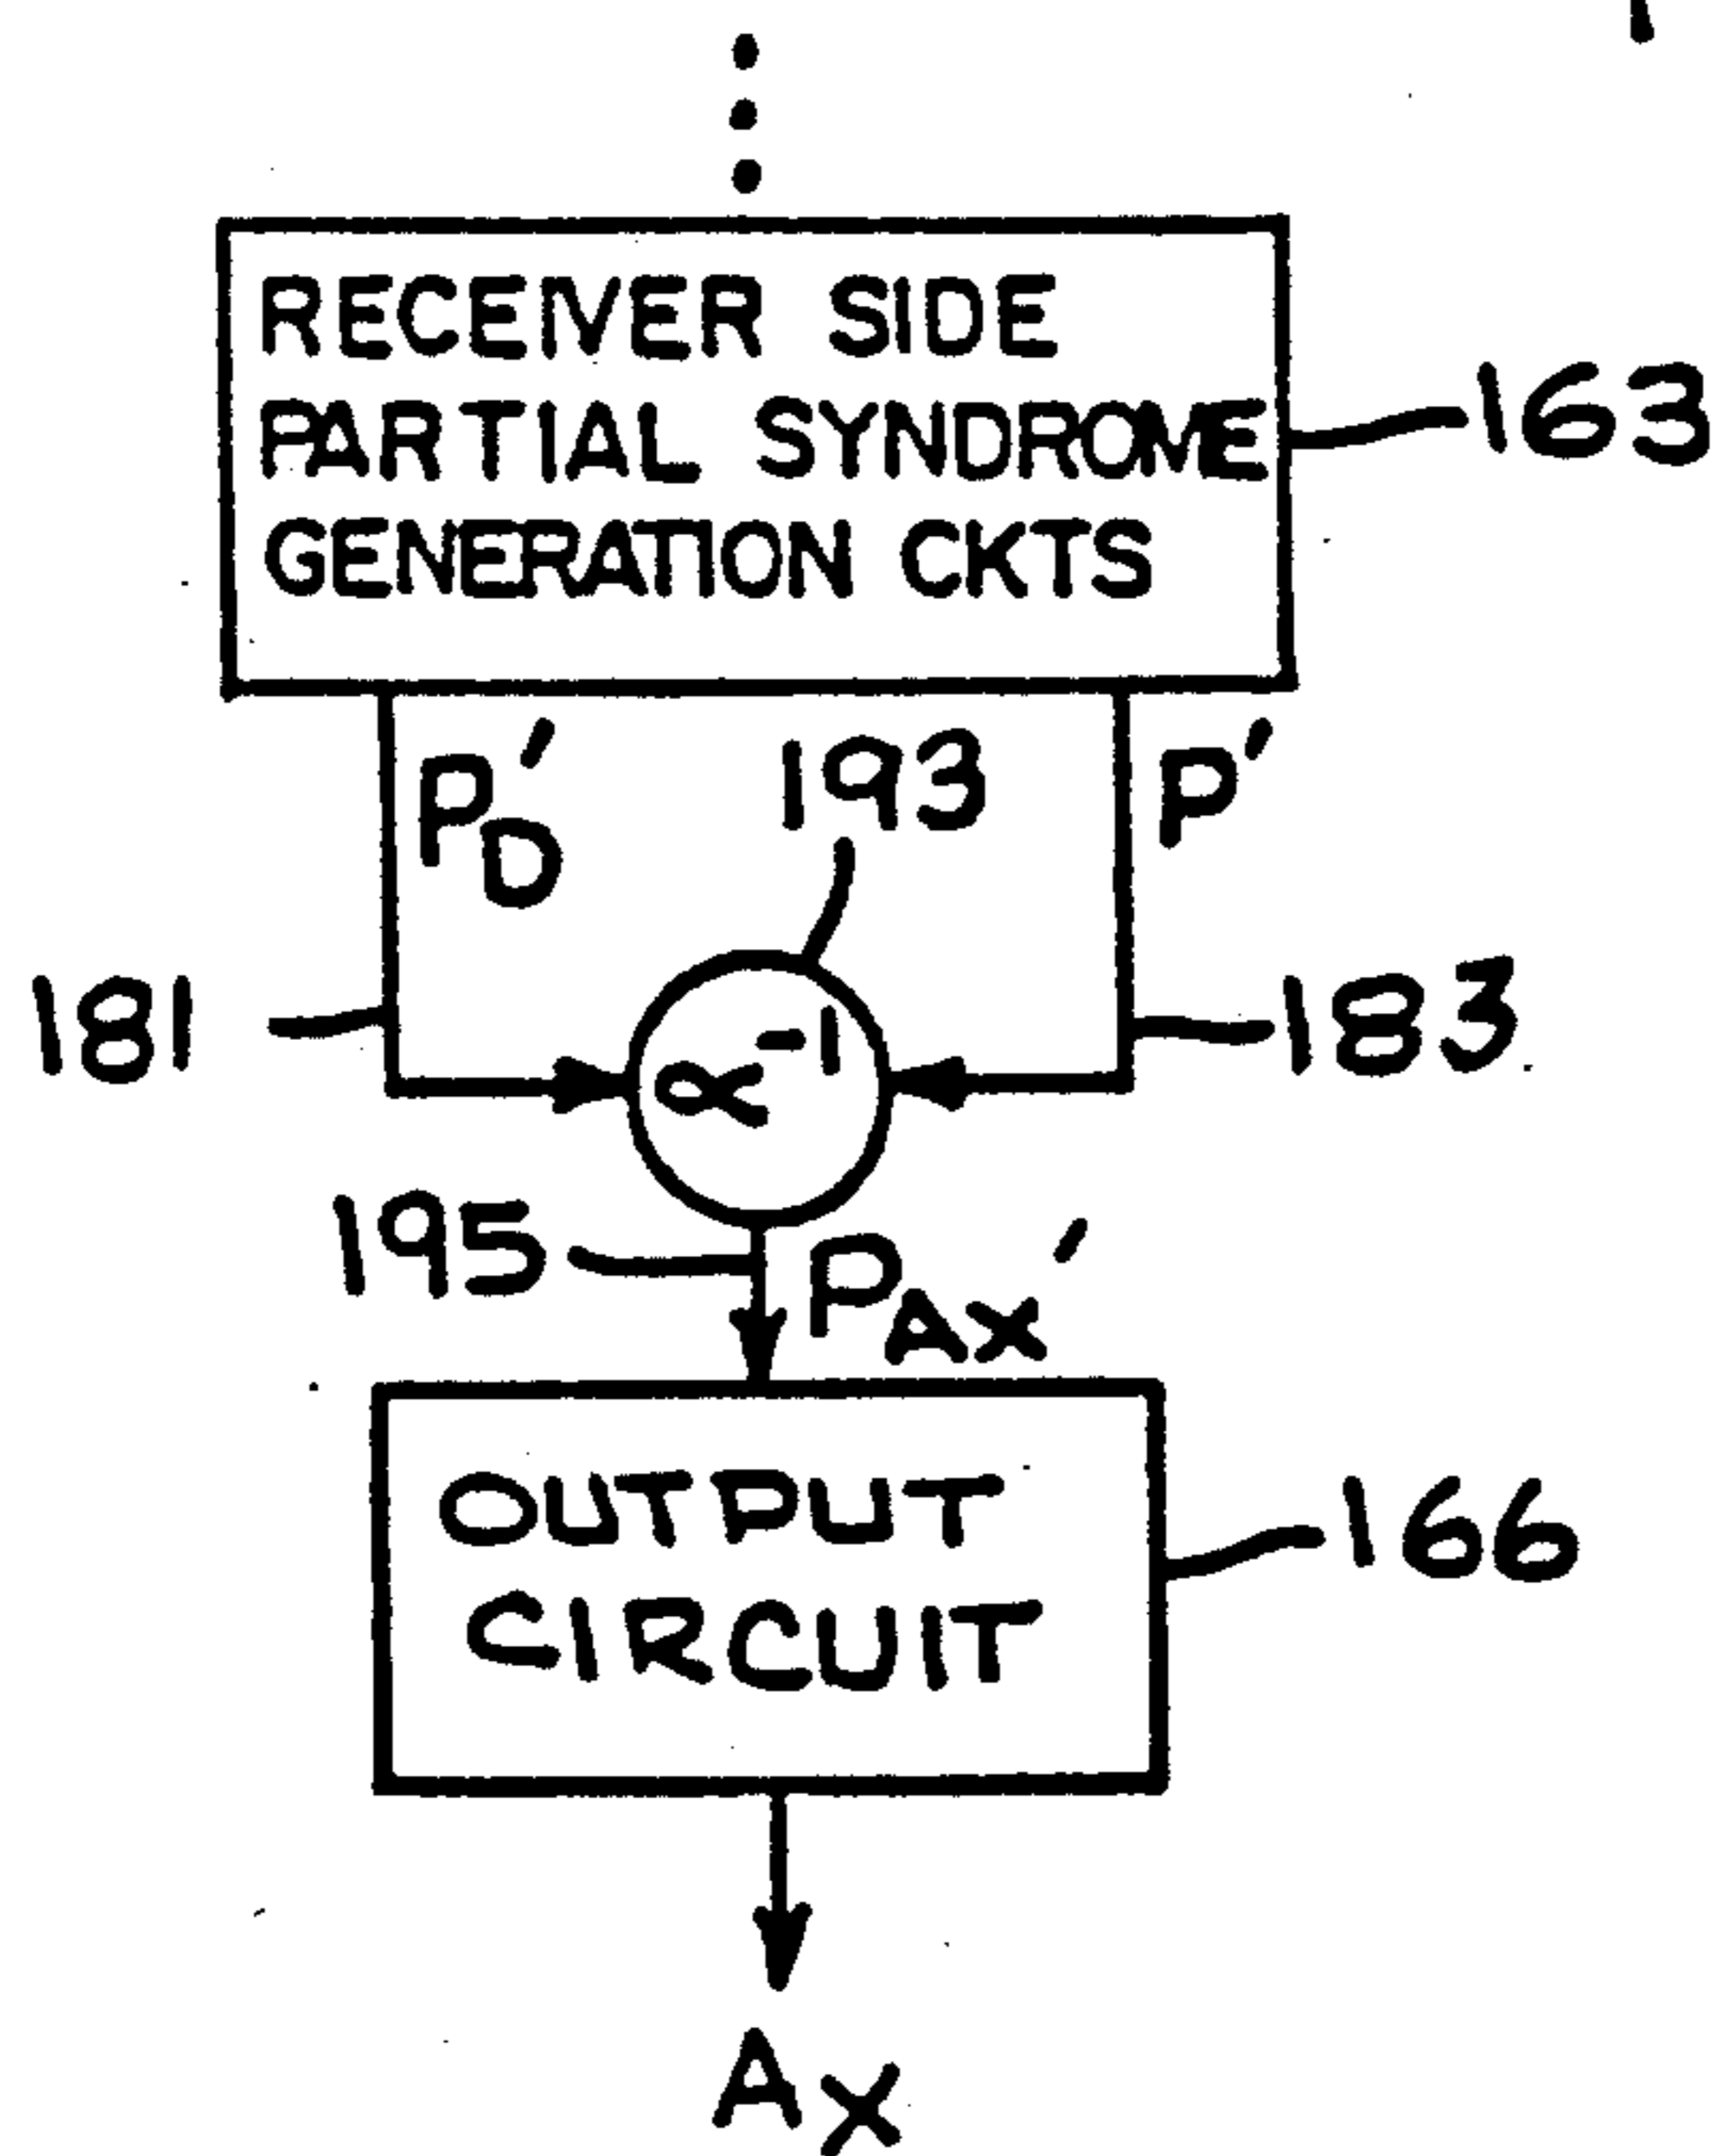 RECEIVER SIDE
PARTIAL SYNDROME
GENERATION CKTS
163
P_D'
193
P'
181
α⁻¹
183
195
P_AX'
OUTPUT
CIRCUIT
166
A_X